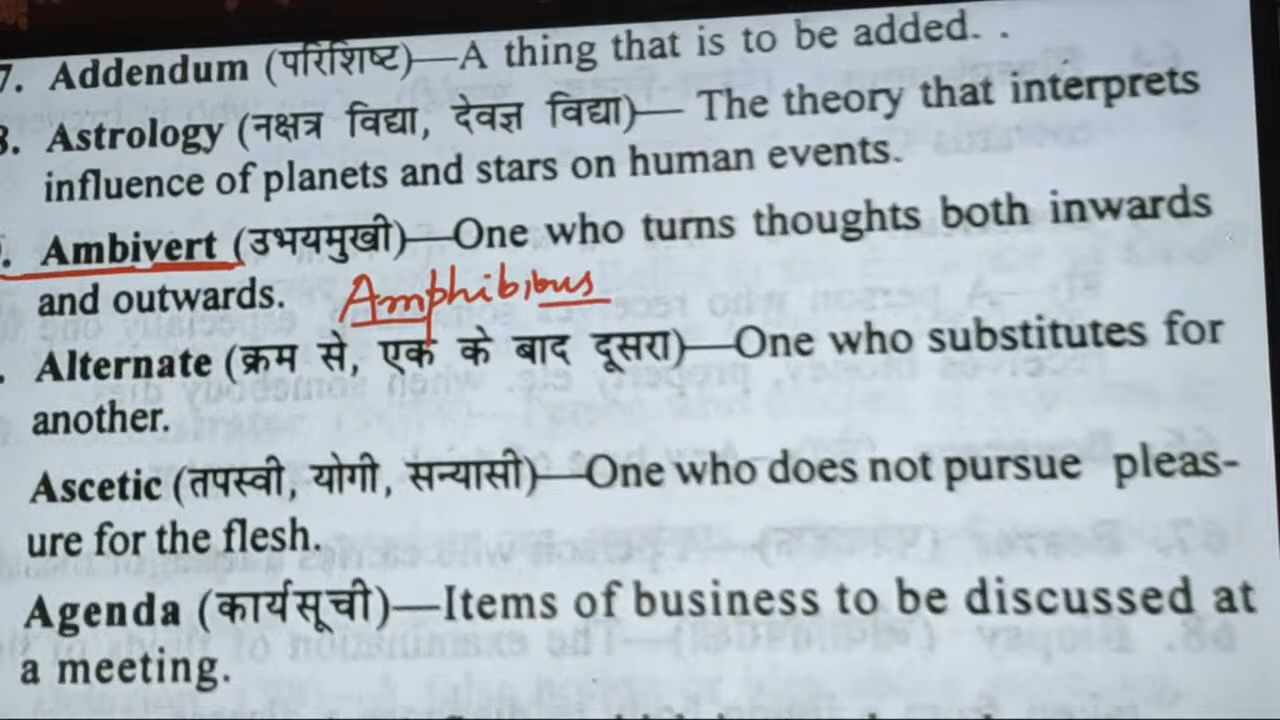 7. Addendum (परिशिष्ट)—A thing that is to be added. .
8. Astrology (नक्षत्र विद्या, देवज्ञ विद्या)— The theory that interprets
influence of planets and stars on human events.
. Ambivert (उभयमुखी)—One who turns thoughts both inwards
and outwards. Amphibious
. Alternate (क्रम से, एक के बाद दूसरा)—One who substitutes for
another.
Ascetic (तपस्वी, योगी, सन्यासी)—One who does not pursue pleas-
ure for the flesh.
Agenda (कार्यसूची)—Items of business to be discussed at
a meeting.